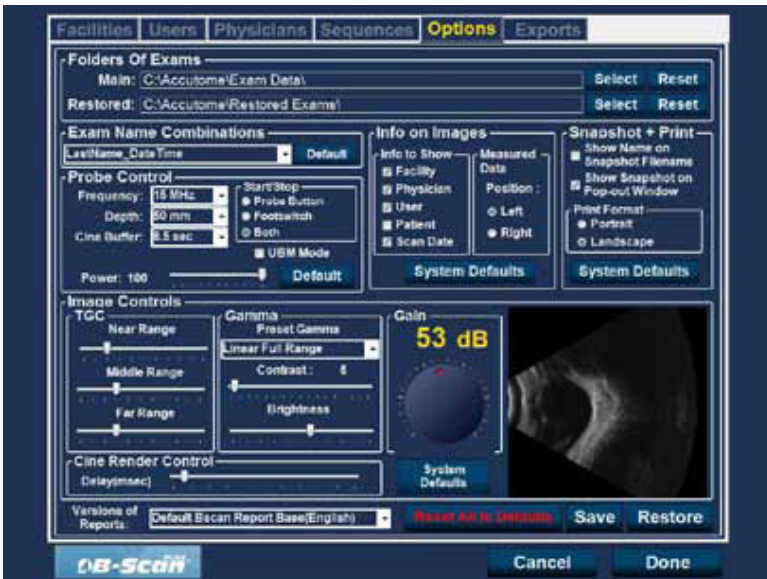 Facilities Users Physicians Sequences Options Exports
Folders Of Exams
Main: C:\Accutome\Exam Data\ Select Reset
Restored: C:\Accutome\Restored Exams\ Select Reset
Exam Name Combinations
LastName_DateTime Default
Probe Control
Frequency: 15 MHz
Depth: 50 mm
Cine Buffer: 8.5 sec
Start/Stop
Probe Button
Footswitch
Both
UBM Mode
Power: 100 Default
Info on Images
Info to Show
Facility
Physician
User
Patient
Scan Date
Measured
Data
Position :
Left
Right
System Defaults
Snapshot + Print
Show Name on
Snapshot Filename
Show Snapshot on
Pop-out Window
Print Format
Portrait
Landscape
System Defaults
Image Controls
TGC
Near Range
Middle Range
Far Range
Gamma
Preset Gamma
Linear Full Range
Contrast : 6
Brightness
Gain
53 dB
System
Defaults
Cine Render Control
Delay(msec)
Versions of
Reports: Default Bscan Report Base(English) Reset All to Defaults Save Restore
B-Scan Cancel Done